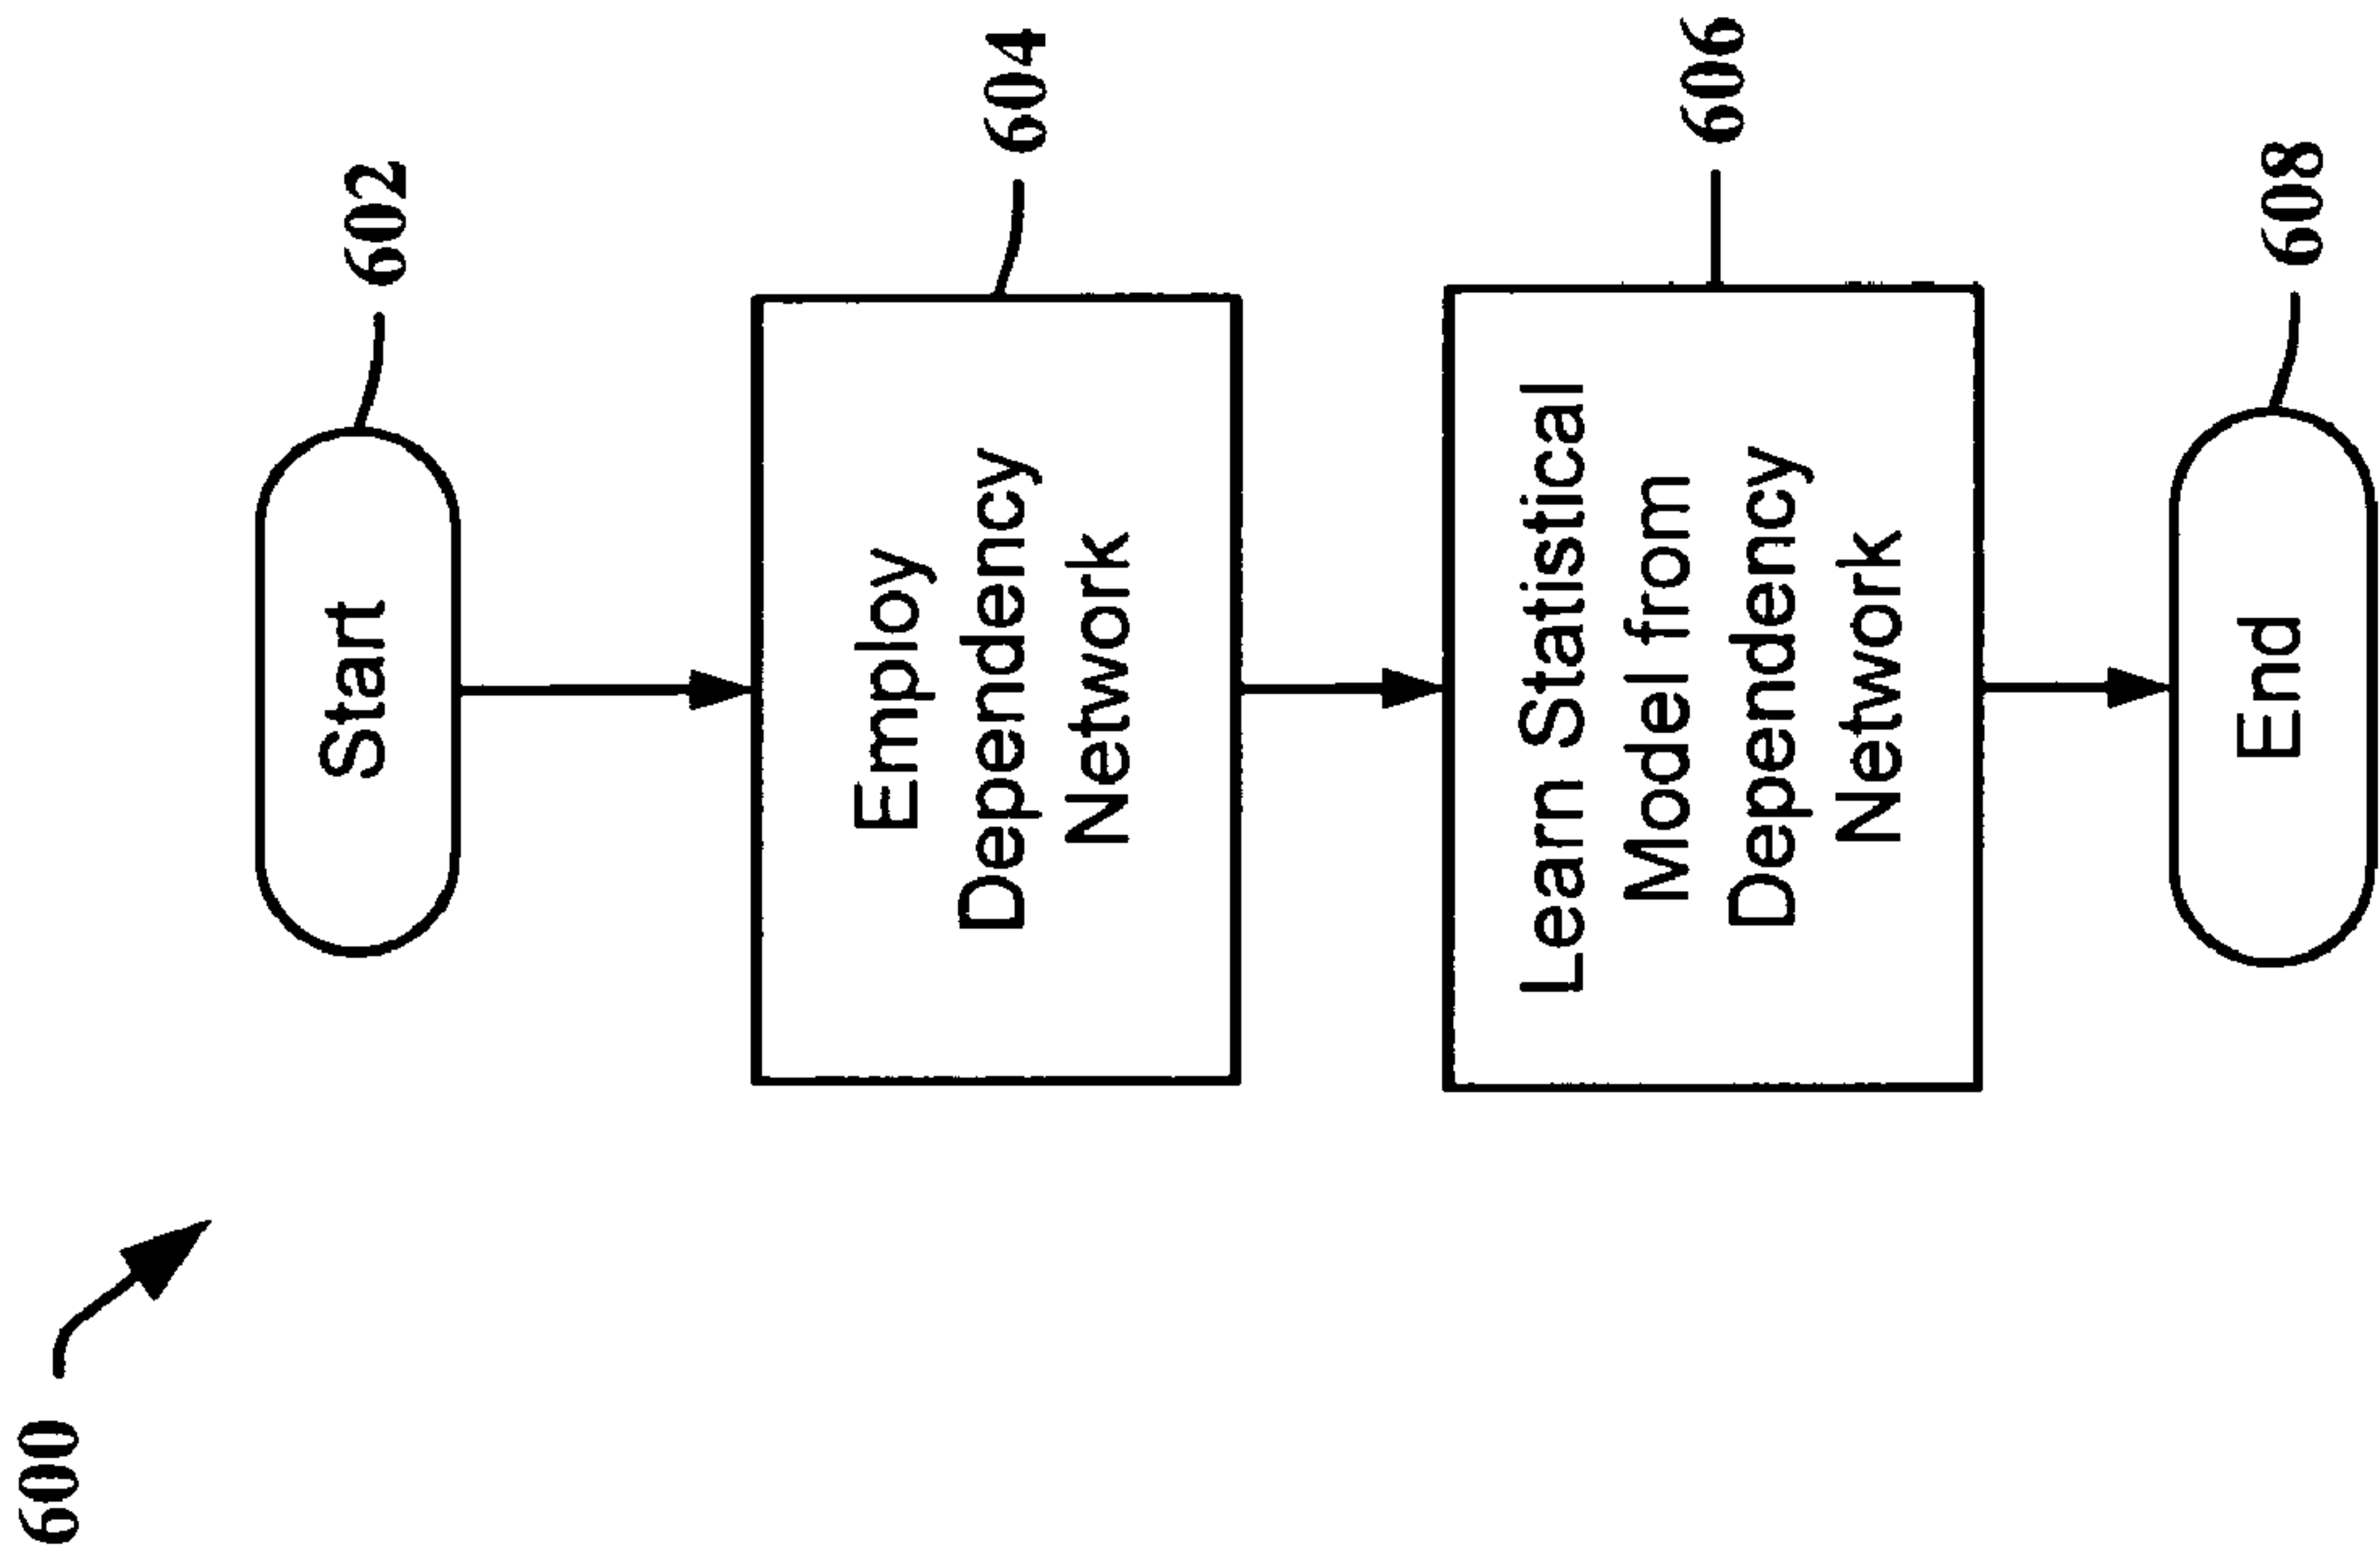 600
Start
602
Employ
Dependency
Network
604
Learn Statistical
Model from
Dependency
Network
606
End
608